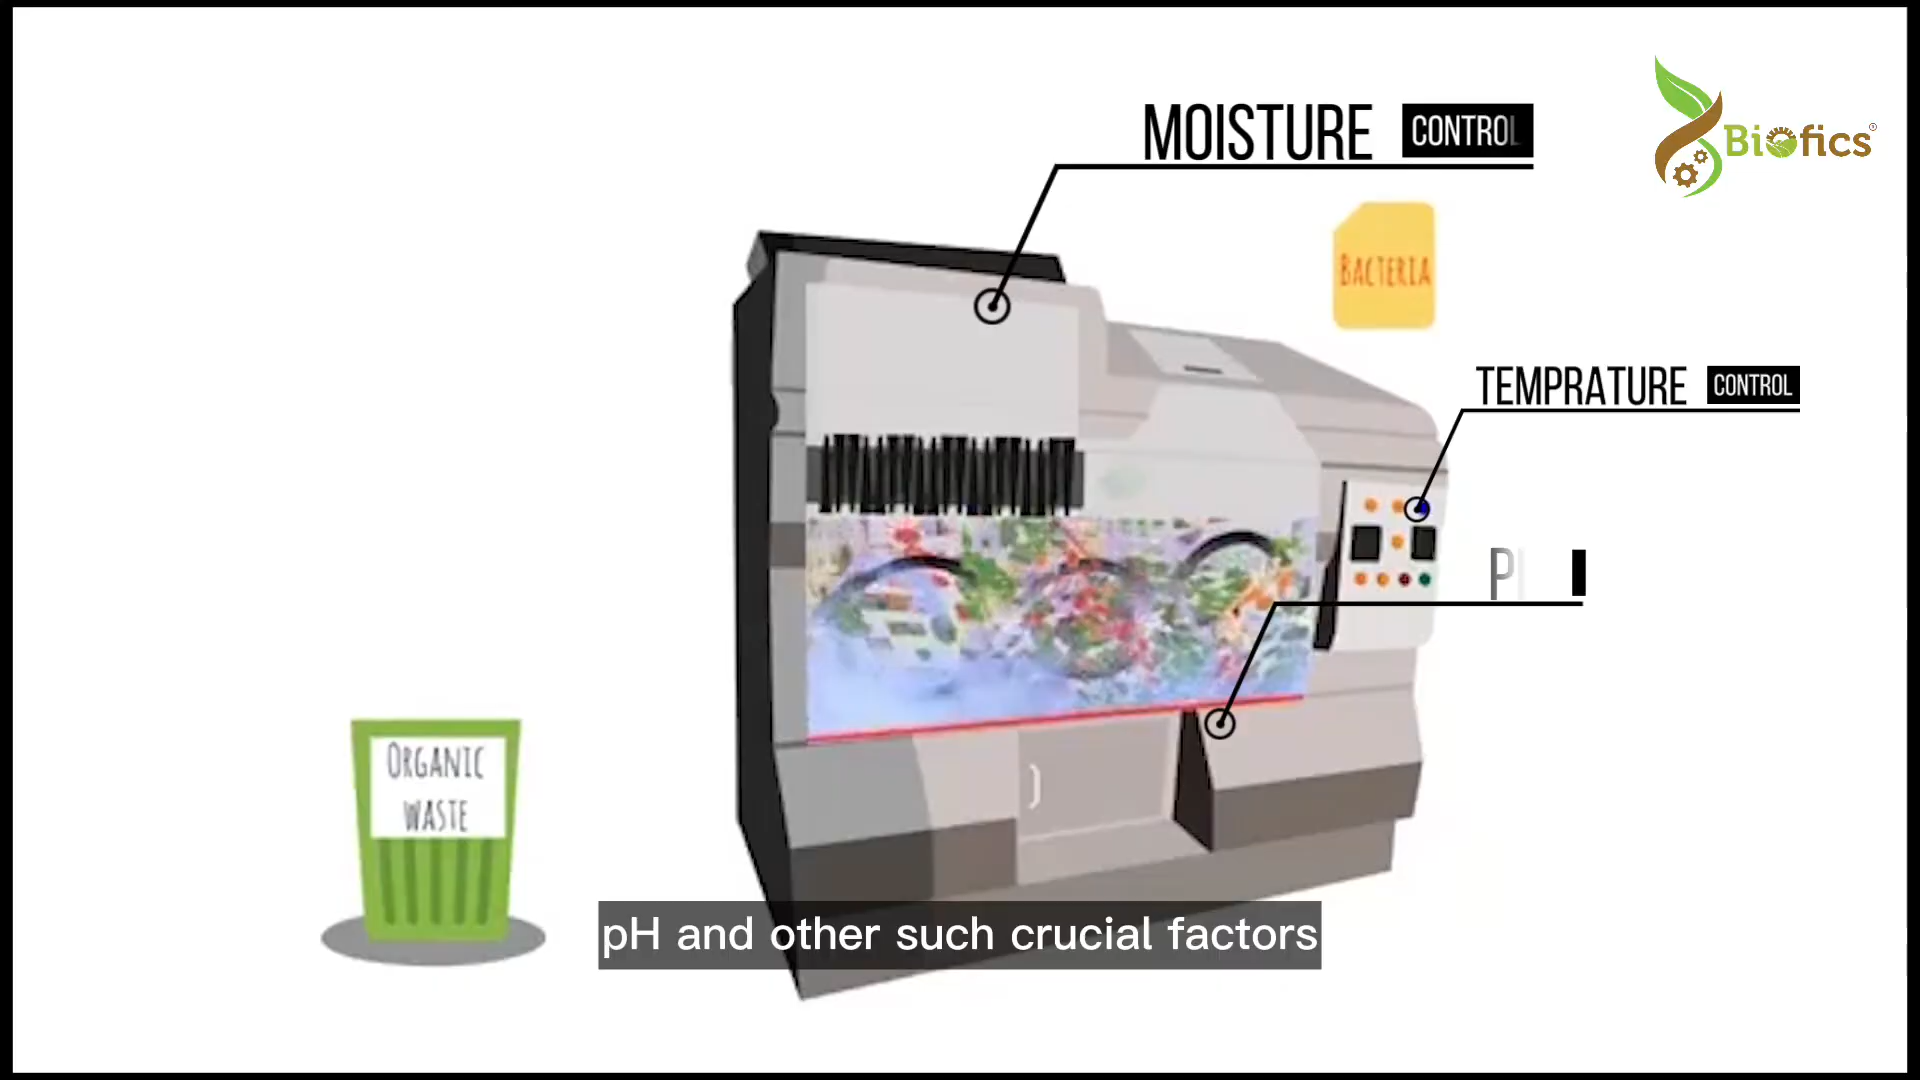 MOISTURE CONTROL
Biofics
BACTERIA
TEMPRATURE CONTROL
P
ORGANIC
WASTE
pH and other such crucial factors